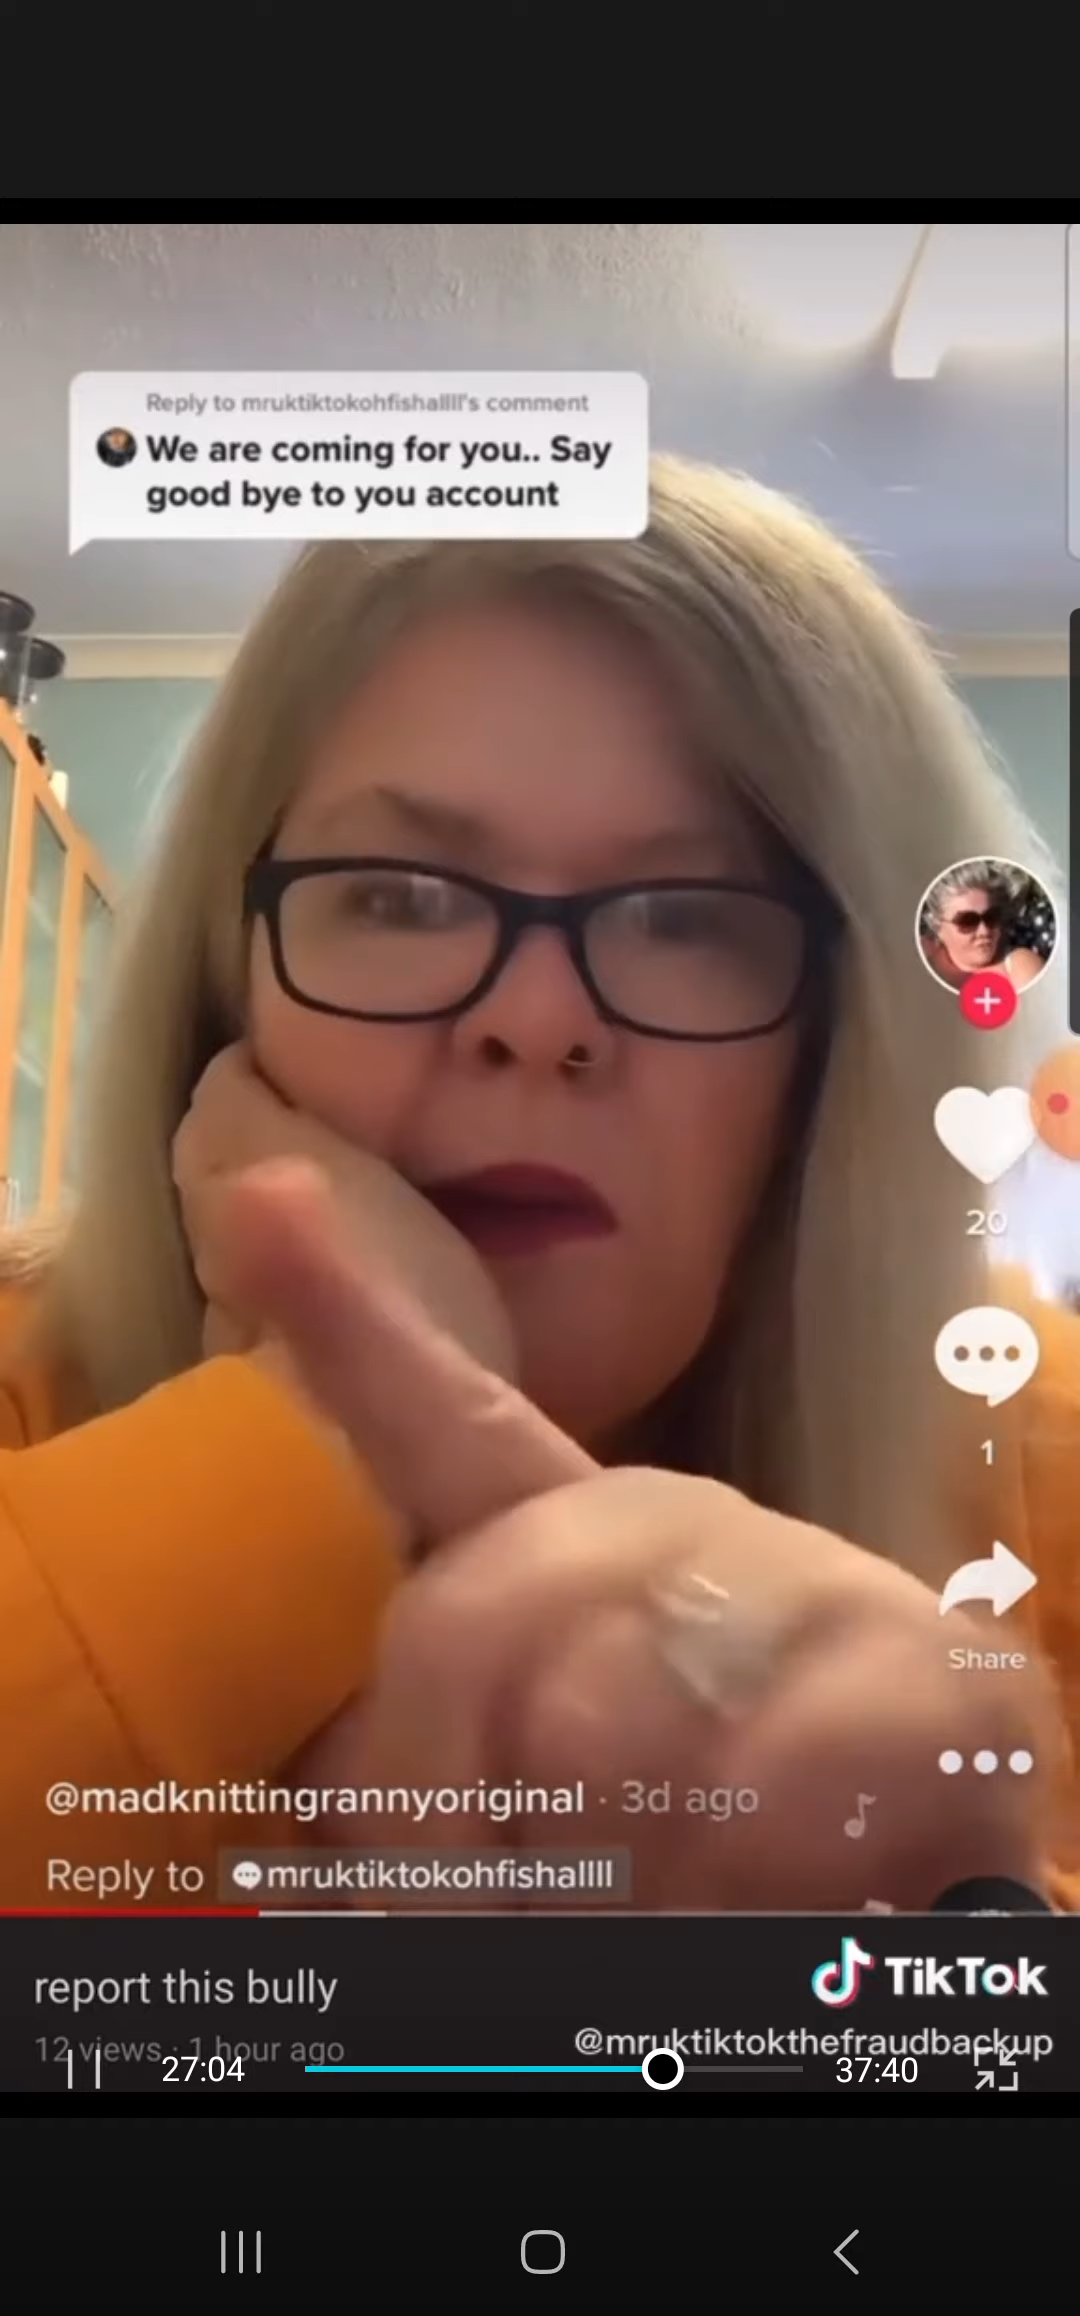 Reply to mruktiktokohfishallll's comment
We are coming for you.. Say
good bye to you account
20
1
Share
@madknittingrannyoriginal · 3d ago
Reply to mruktiktokohfishallll
report this bully
TikTok
12 views · 1 hour ago
@mruktiktokthefraudbackup
27:04
37:40